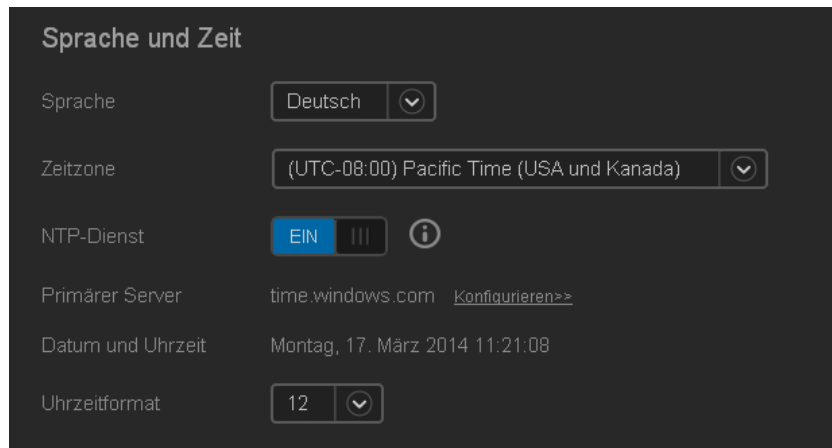 Sprache und Zeit
Sprache Deutsch
Zeitzone (UTC-08:00) Pacific Time (USA und Kanada)
NTP-Dienst EIN
Primärer Server time.windows.com Konfigurieren>>
Datum und Uhrzeit Montag, 17. März 2014 11:21:08
Uhrzeitformat 12